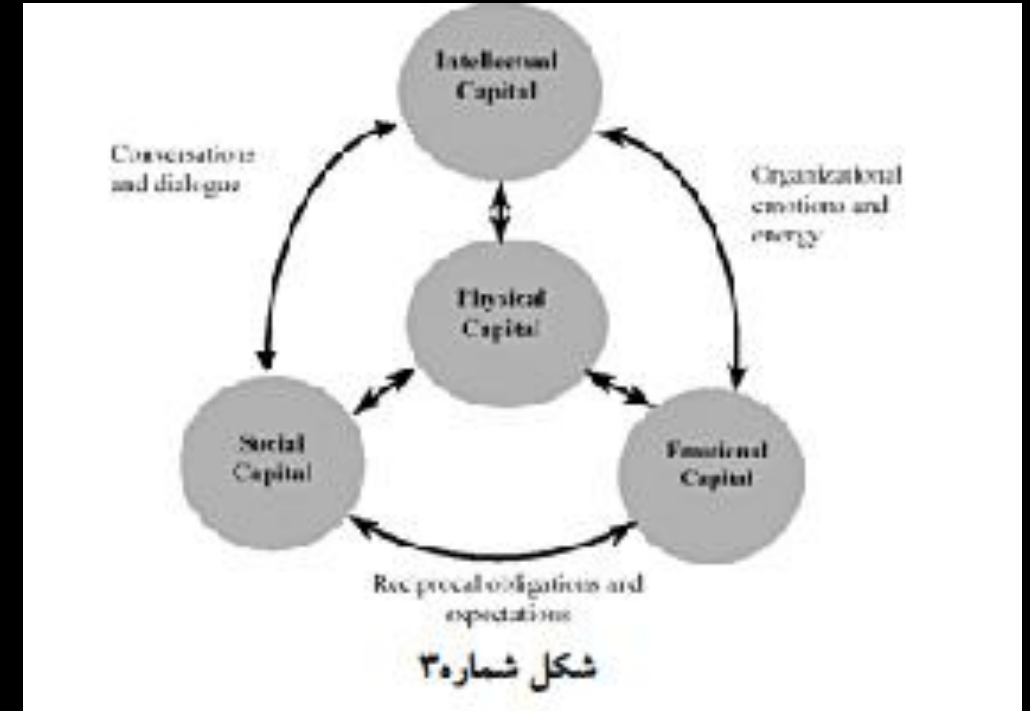 Intellectual
Capital
Conversations
and dialogue
Organizational
emotions and
energy
Physical
Capital
Social
Capital
Emotional
Capital
Reciprocal obligations and
expectations
شکل شماره۳